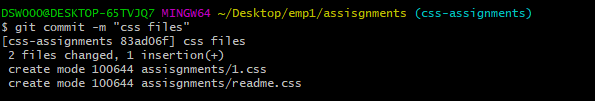 DSWOOO@DESKTOP-65TVJQ7 MINGW64 ~/Desktop/emp1/assisgnments (css-assignments)
$ git commit -m "css files"
[css-assignments 83ad06f] css files
 2 files changed, 1 insertion(+)
 create mode 100644 assisgnments/1.css
 create mode 100644 assisgnments/readme.css